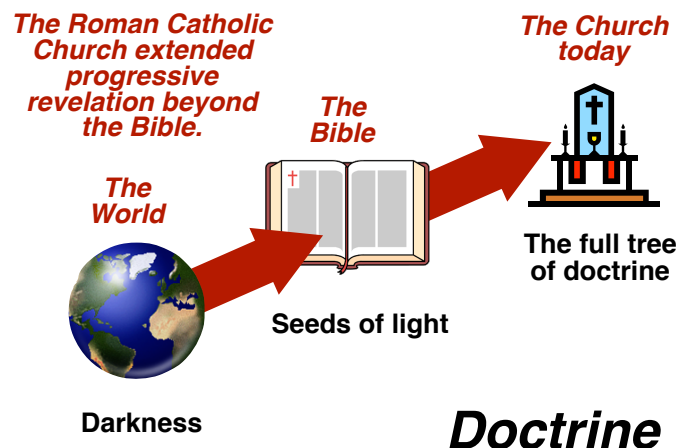 The Roman Catholic
Church extended
progressive
revelation beyond
the Bible.
The Church
today
The
Bible
The
World
The full tree
of doctrine
Seeds of light
Darkness
Doctrine